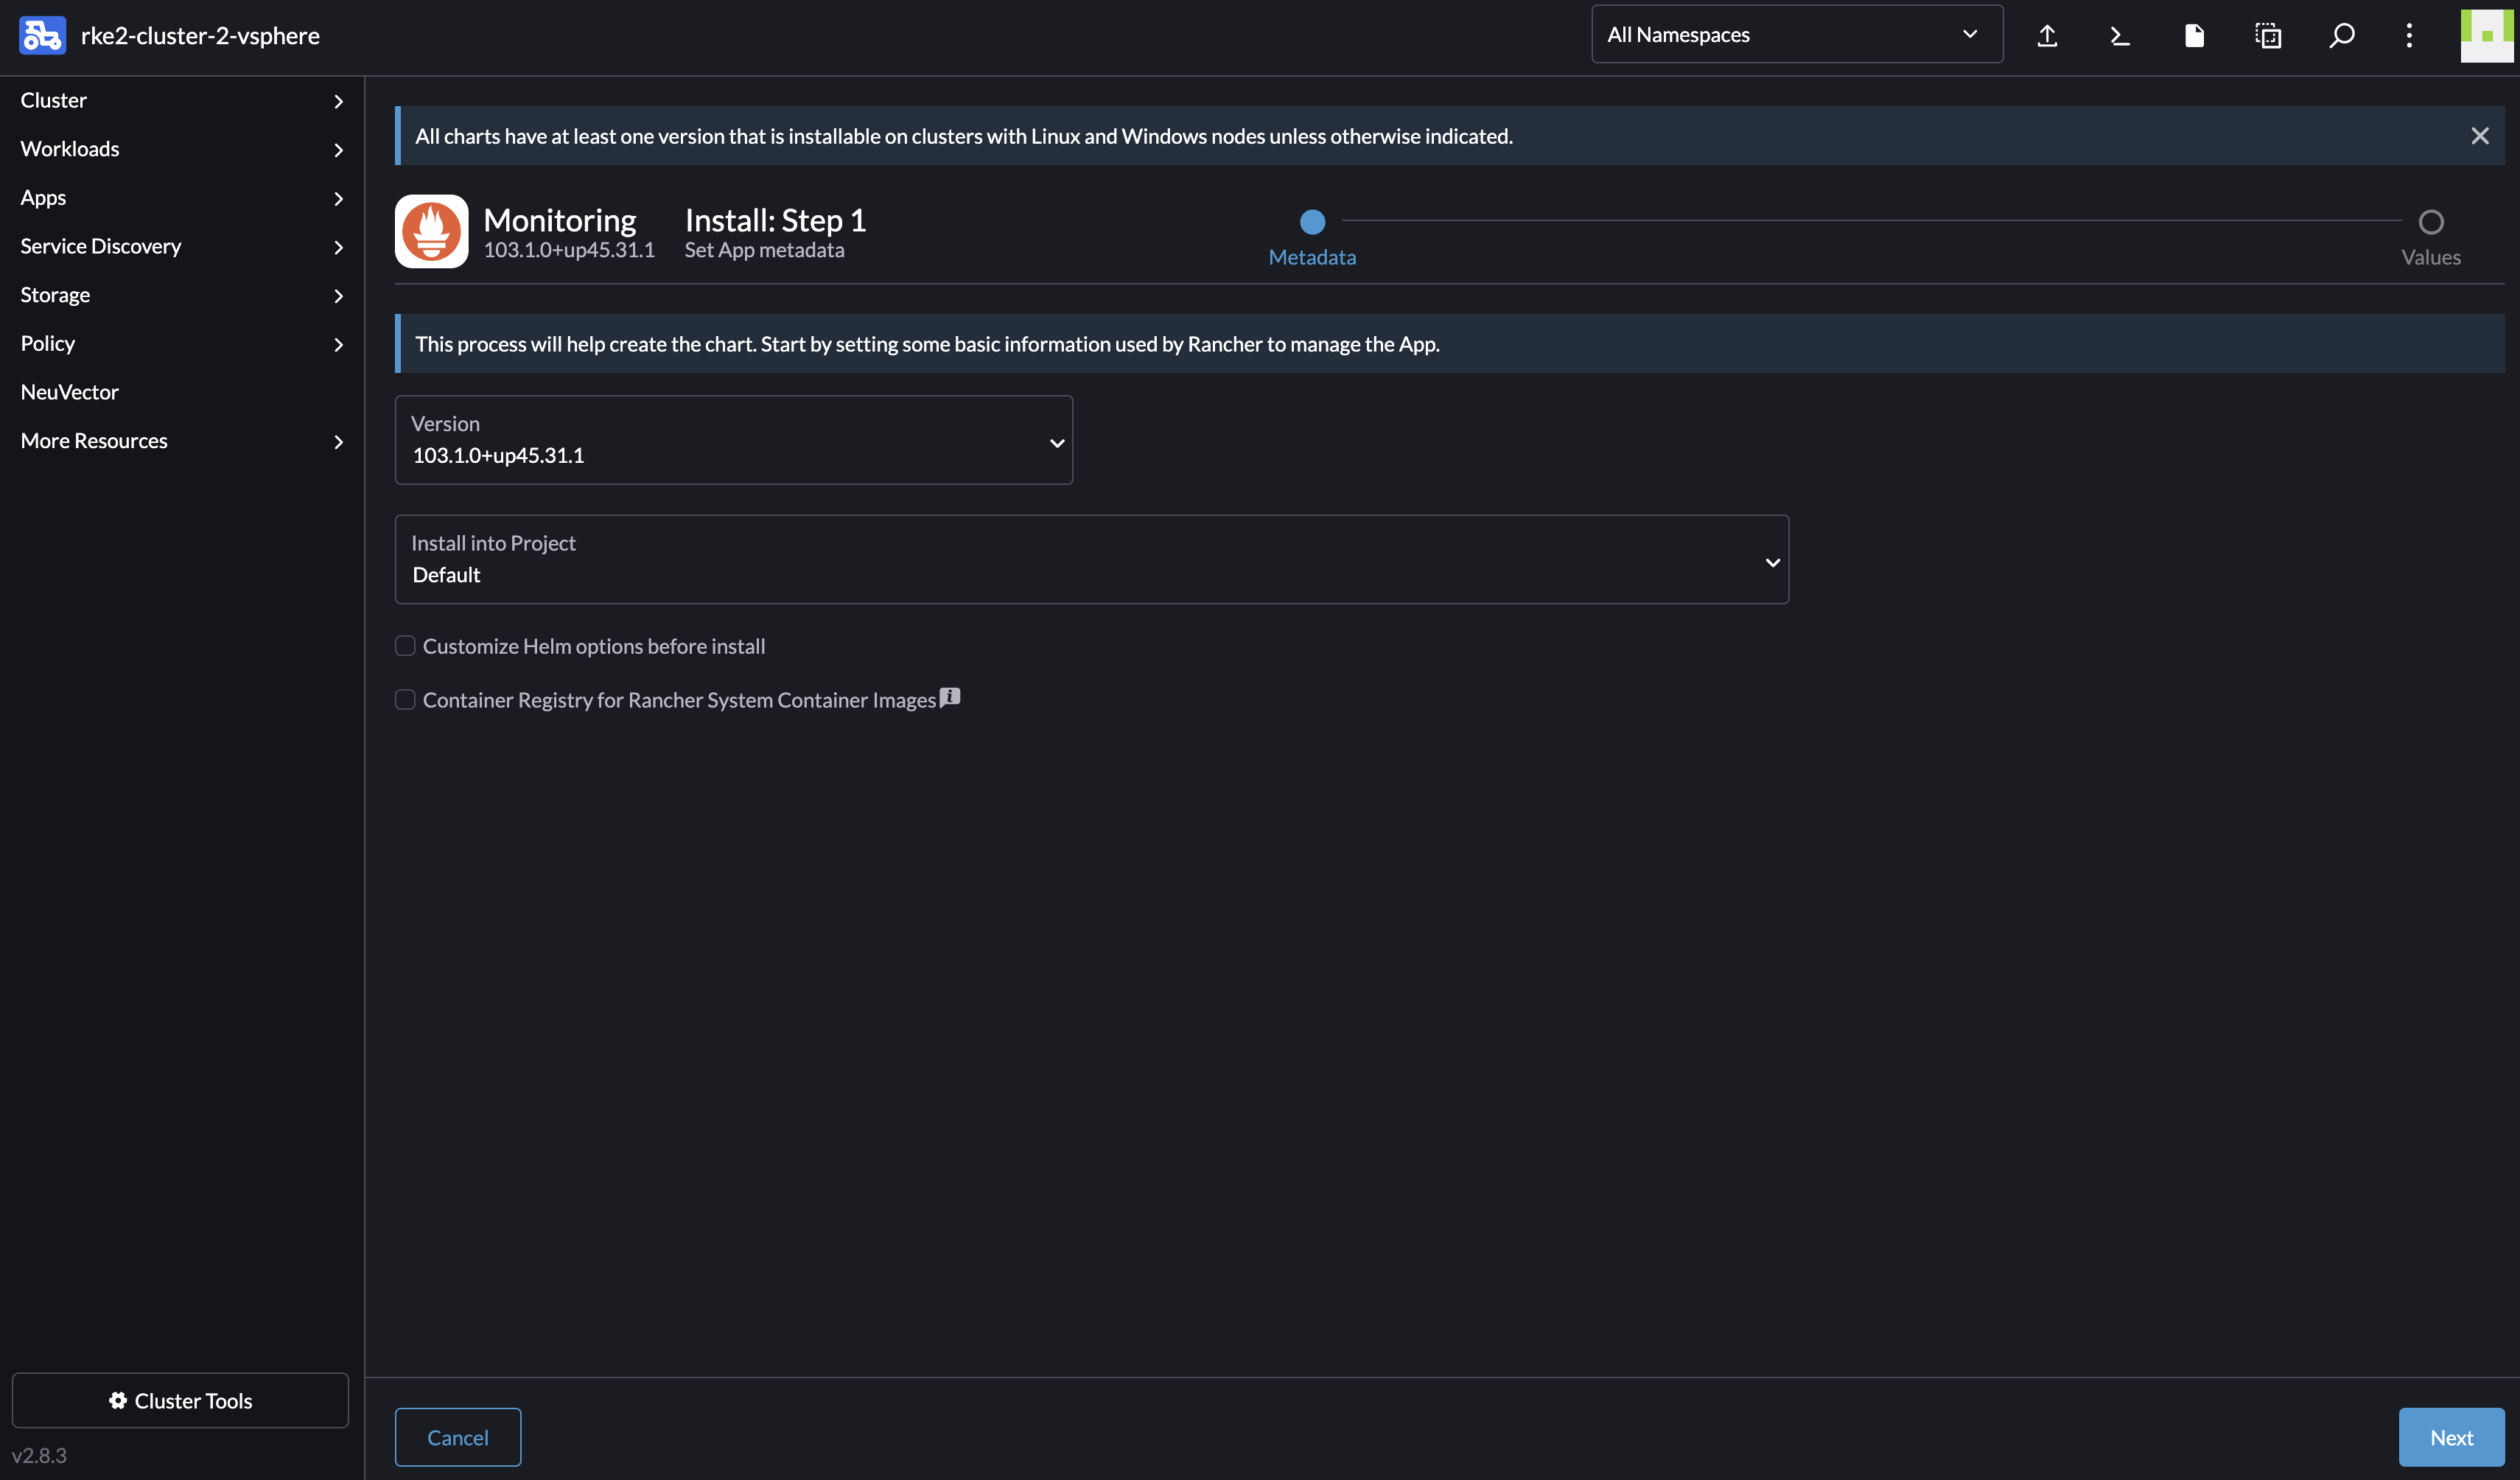 rke2-cluster-2-vsphere
All Namespaces
Cluster
Workloads
Apps
Service Discovery
Storage
Policy
NeuVector
More Resources
Cluster Tools
v2.8.3
All charts have at least one version that is installable on clusters with Linux and Windows nodes unless otherwise indicated.
Monitoring
103.1.0+up45.31.1
Install: Step 1
Set App metadata
Metadata
Values
This process will help create the chart. Start by setting some basic information used by Rancher to manage the App.
Version
103.1.0+up45.31.1
Install into Project
Default
Customize Helm options before install
Container Registry for Rancher System Container Images
Cancel
Next